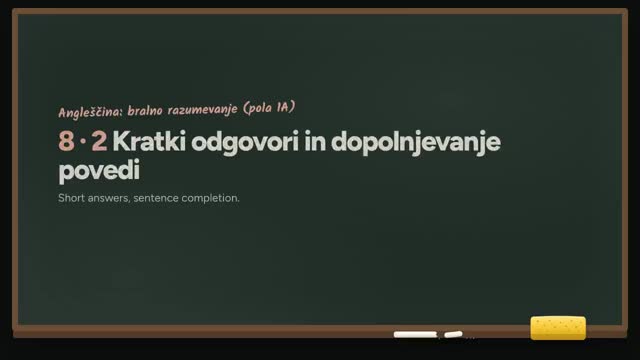 Angleščina: bralno razumevanje (pola 1A)
8 · 2 Kratki odgovori in dopolnjevanje
povedi
Short answers, sentence completion.